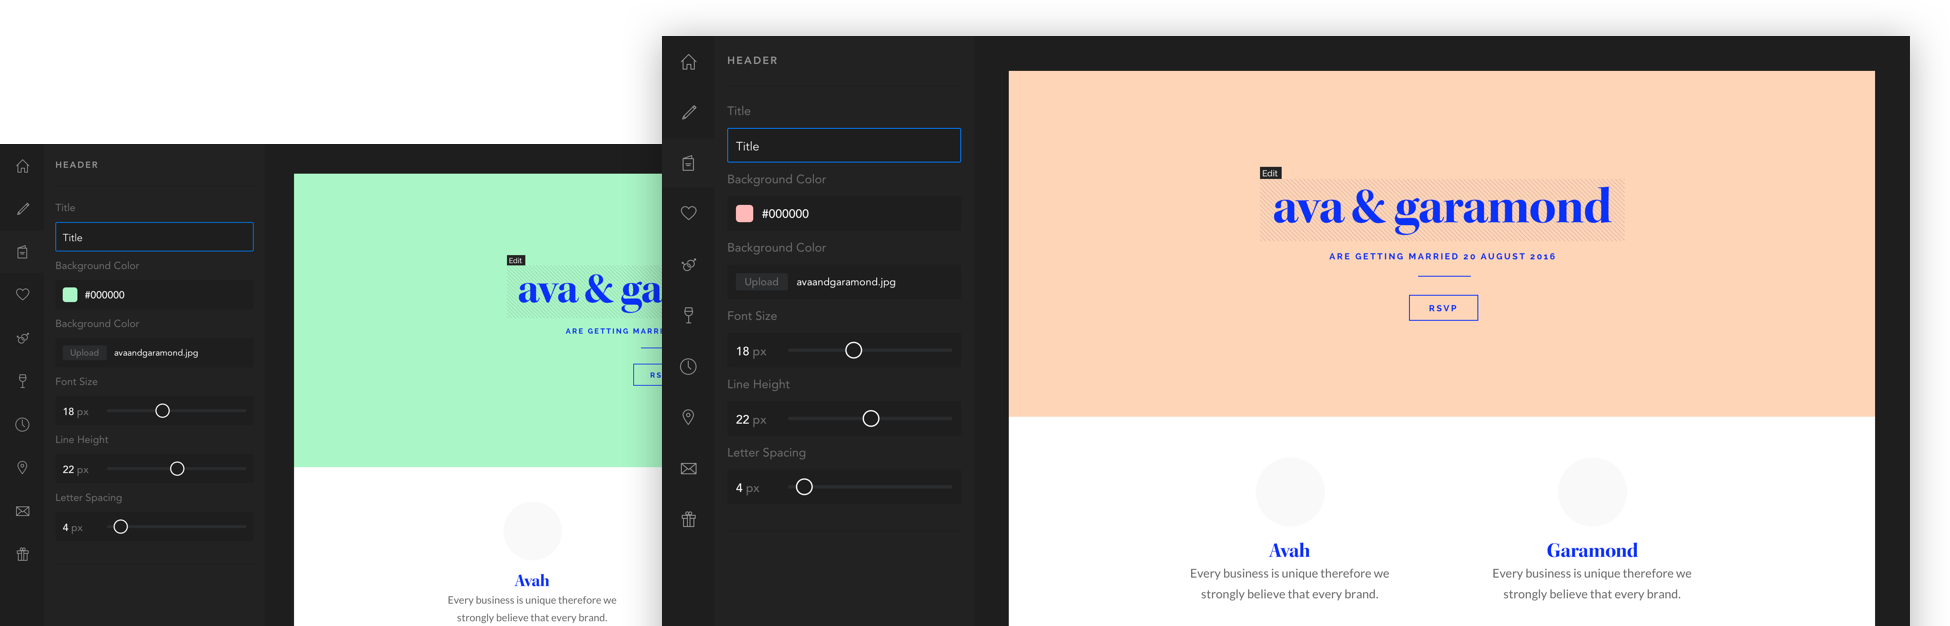 HEADER
Title
Title
Background Color
#000000
Background Color
Upload avaandgaramond.jpg
Font Size
18 px
Line Height
22 px
Letter Spacing
4 px
Edit
ava & ga
ARE GETTING MARRI
RS
Avah
Every business is unique therefore we
strongly believe that every brand.
HEADER
Title
Title
Background Color
#000000
Background Color
Upload avaandgaramond.jpg
Font Size
18 px
Line Height
22 px
Letter Spacing
4 px
Edit
ava & garamond
ARE GETTING MARRIED 20 AUGUST 2016
RSVP
Avah
Every business is unique therefore we
strongly believe that every brand.
Garamond
Every business is unique therefore we
strongly believe that every brand.